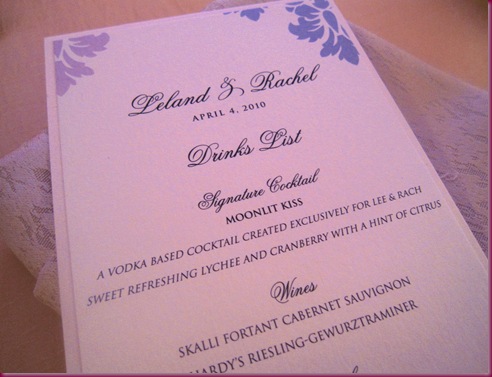 Leland & Rachel
APRIL 4, 2010
Drinks List
Signature Cocktail
MOONLIT KISS
A VODKA BASED COCKTAIL CREATED EXCLUSIVELY FOR LEE & RACH
SWEET REFRESHING LYCHEE AND CRANBERRY WITH A HINT OF CITRUS
Wines
SKALLI FORTANT CABERNET SAUVIGNON
HARDY'S RIESLING-GEWURZTRAMINER